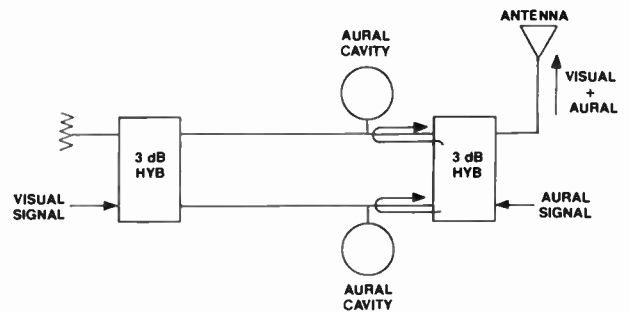 ANTENNA
AURAL
CAVITY
VISUAL
+
AURAL
3 dB
HYB
3 dB
HYB
VISUAL
SIGNAL
AURAL
SIGNAL
AURAL
CAVITY